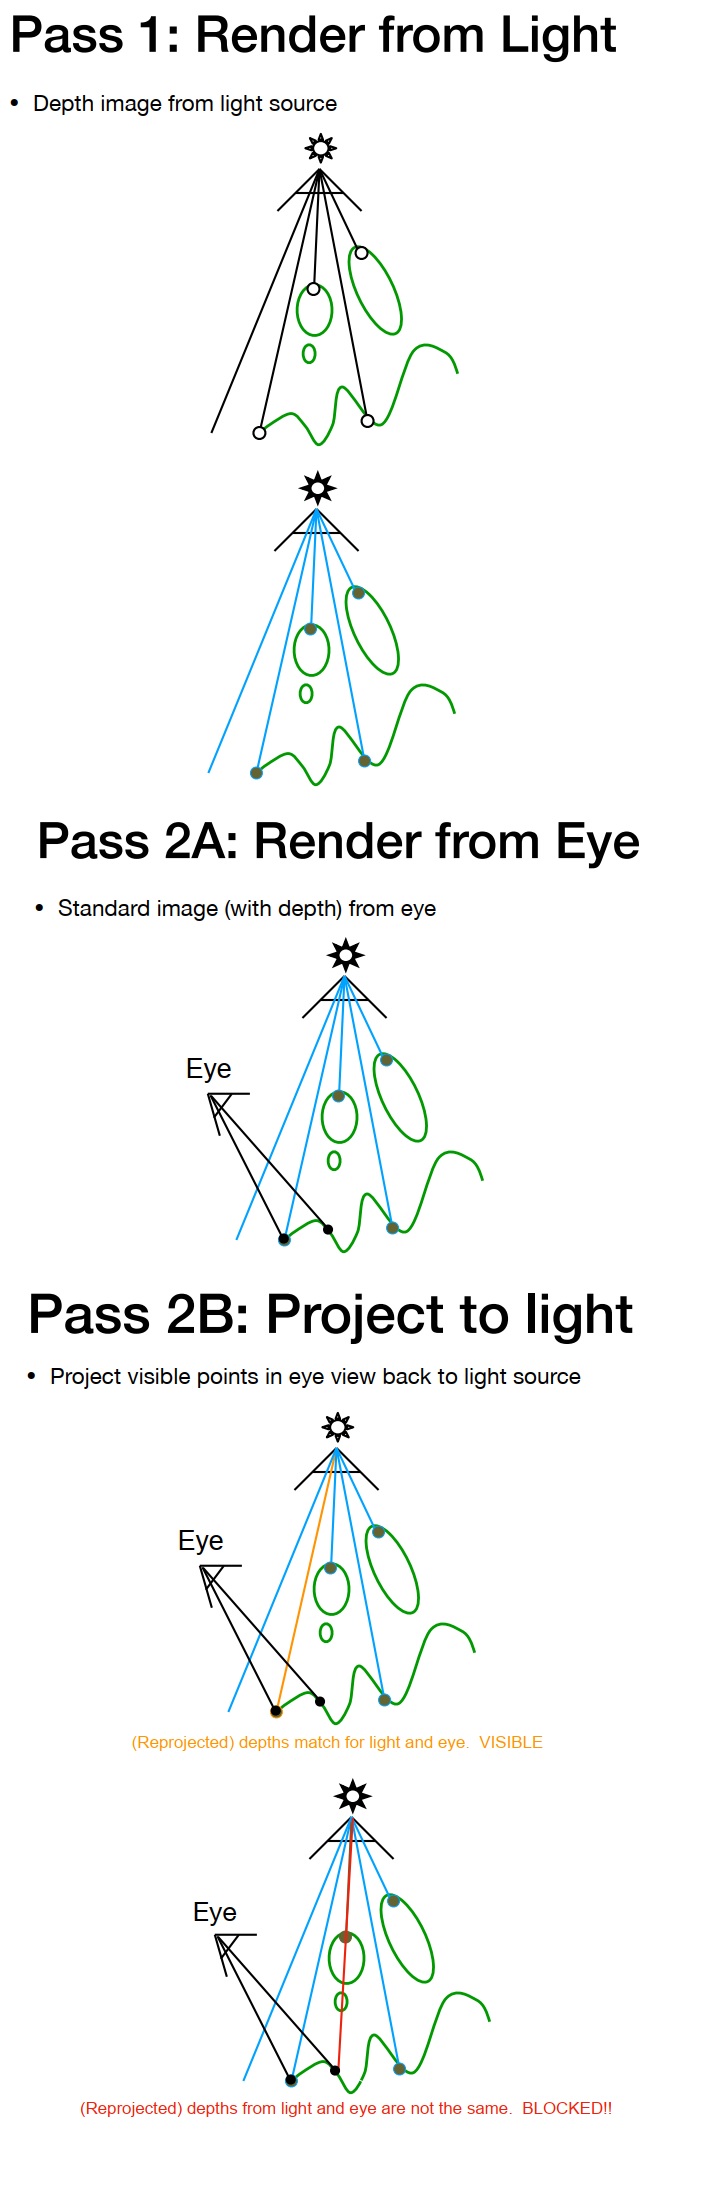 Pass 1: Render from Light
• Depth image from light source
Pass 2A: Render from Eye
• Standard image (with depth) from eye
Eye
Pass 2B: Project to light
• Project visible points in eye view back to light source
Eye
(Reprojected) depths match for light and eye. VISIBLE
Eye
(Reprojected) depths from light and eye are not the same. BLOCKED!!